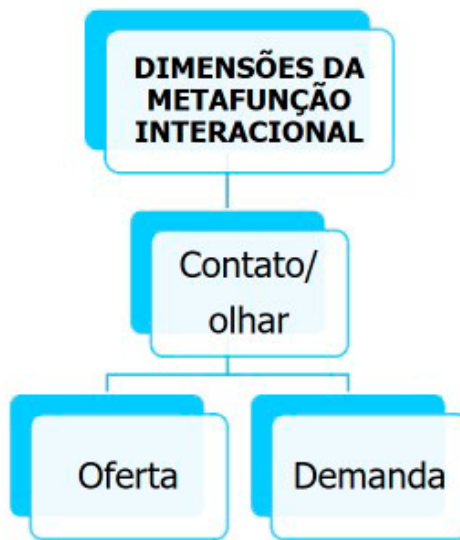 DIMENSÕES DA
METAFUNÇÃO
INTERACIONAL
Contato/
olhar
Oferta
Demanda